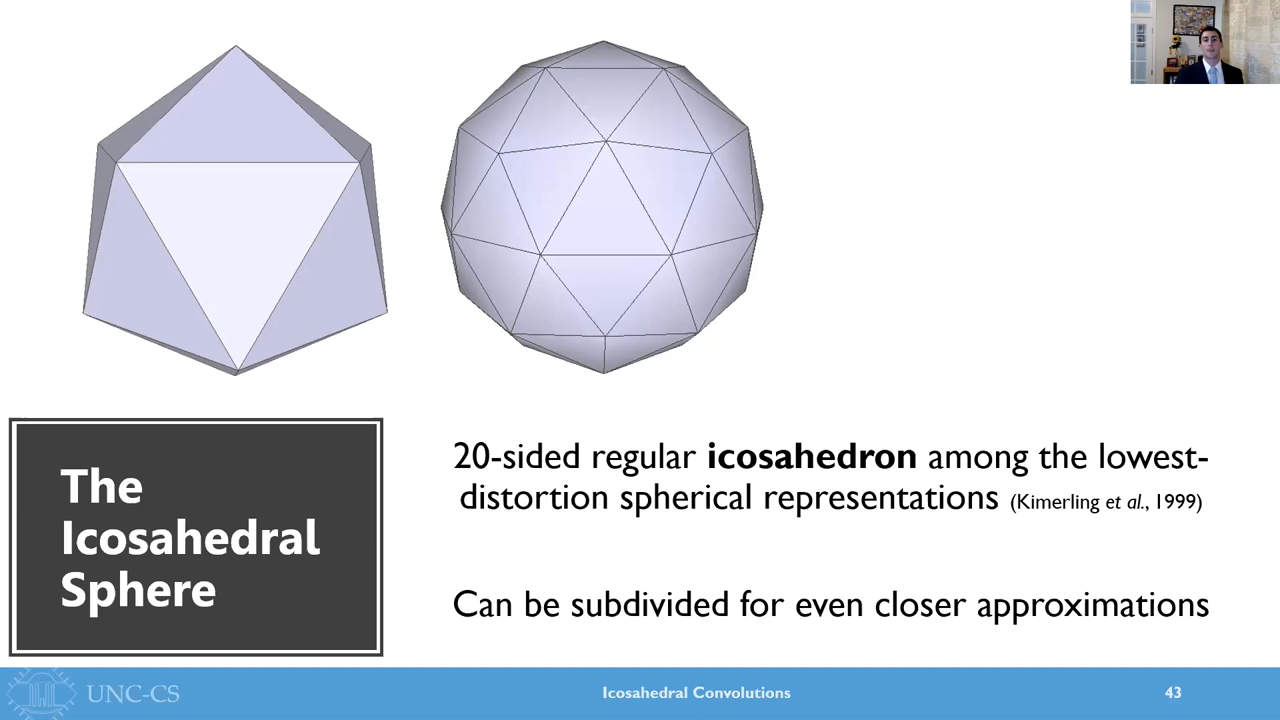 The
Icosahedral
Sphere
20-sided regular icosahedron among the lowest-
distortion spherical representations (Kimerling et al., 1999)
Can be subdivided for even closer approximations
UNC-CS
Icosahedral Convolutions
43